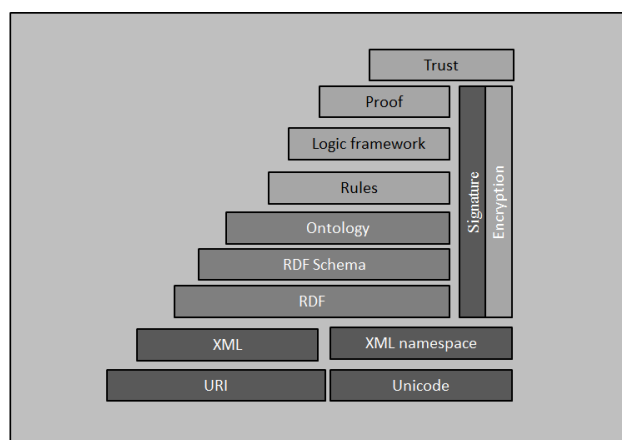 Trust
Proof
Logic framework
Rules
Ontology
RDF Schema
RDF
Signature
Encryption
XML
XML namespace
URI
Unicode